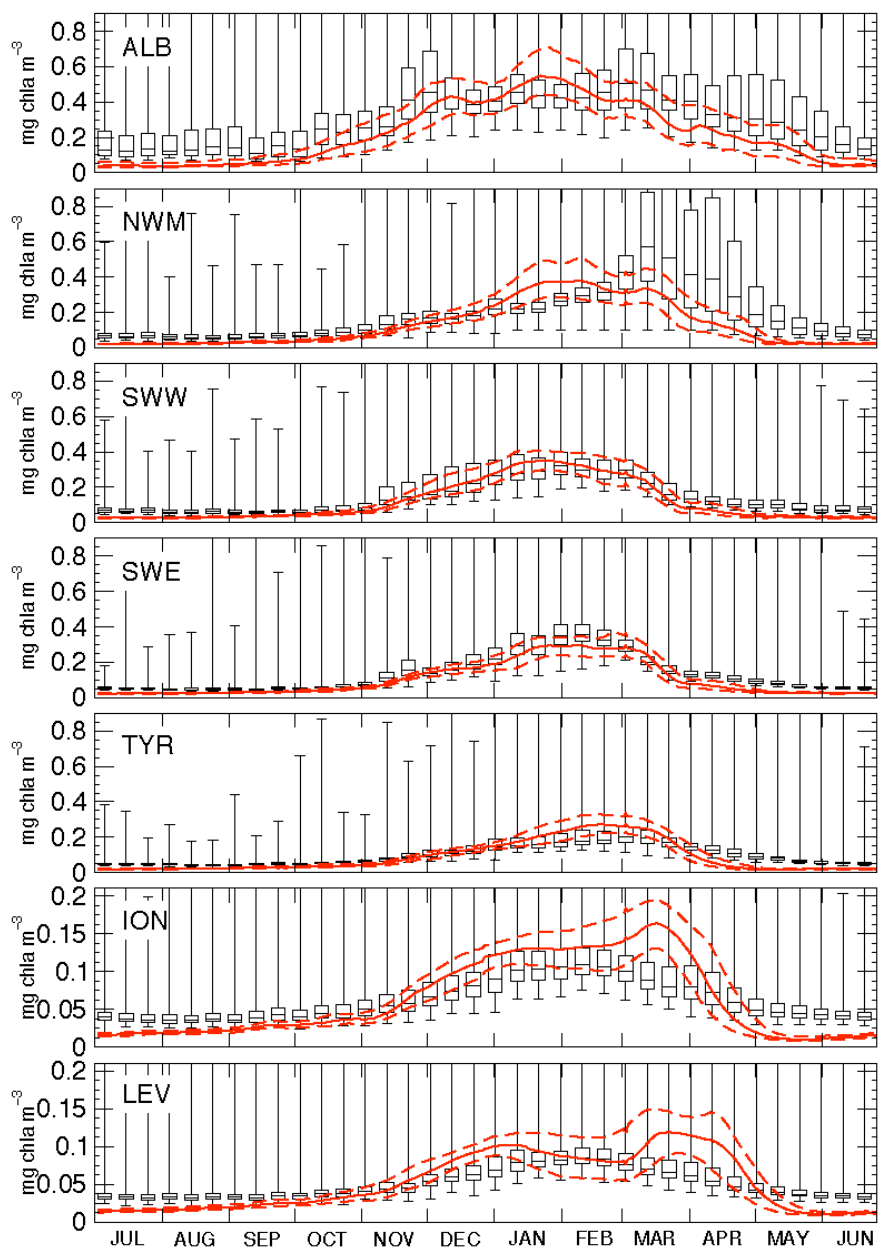 mg chla m⁻³
0.8
0.6
0.4
0.2
0
ALB
mg chla m⁻³
0.8
0.6
0.4
0.2
0
NWM
mg chla m⁻³
0.8
0.6
0.4
0.2
0
SWW
mg chla m⁻³
0.8
0.6
0.4
0.2
0
SWE
mg chla m⁻³
0.8
0.6
0.4
0.2
0
TYR
mg chla m⁻³
0.2
0.15
0.1
0.05
0
ION
mg chla m⁻³
0.2
0.15
0.1
0.05
0
LEV
JUL AUG SEP OCT NOV DEC JAN FEB MAR APR MAY JUN